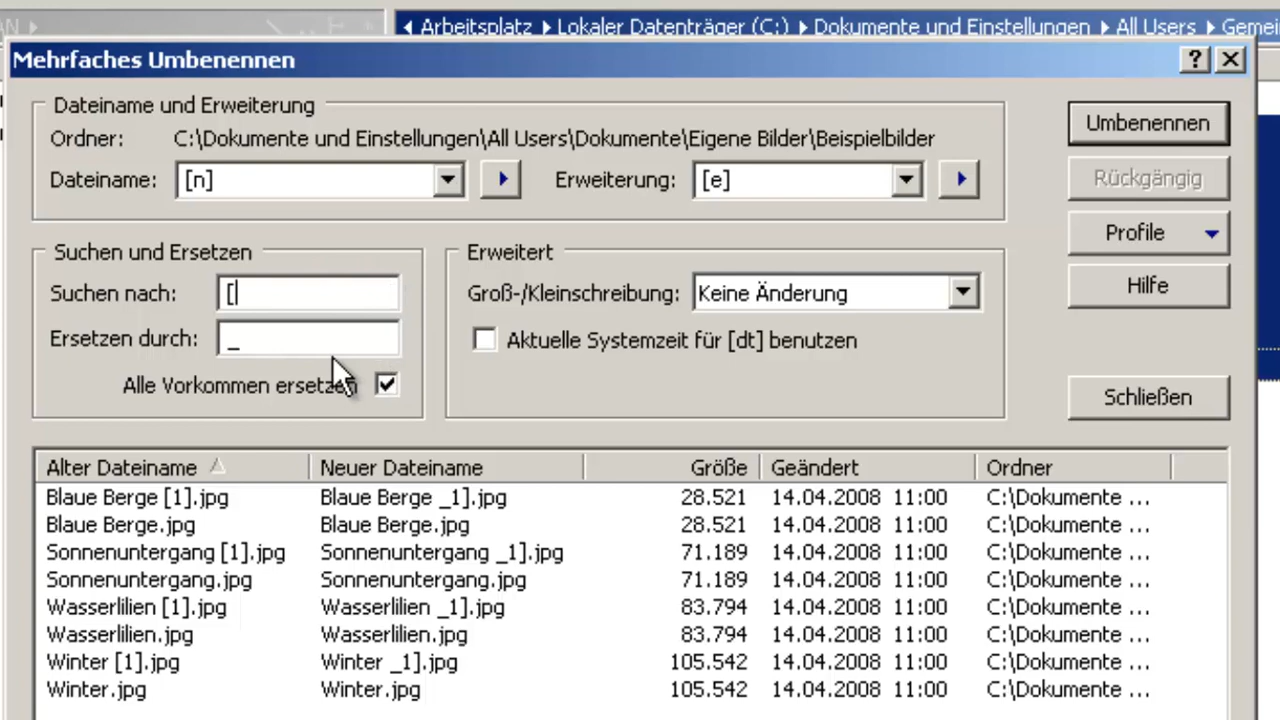 Arbeitsplatz Lokaler Datenträger (C:) Dokumente und Einstellungen All Users Gemei
Mehrfaches Umbenennen
Dateiname und Erweiterung
Ordner: C:\Dokumente und Einstellungen\All Users\Dokumente\Eigene Bilder\Beispielbilder
Umbenennen
Dateiname: [n] Erweiterung: [e]
Rückgängig
Profile
Suchen und Ersetzen
Erweitert
Suchen nach: [
Groß-/Kleinschreibung: Keine Änderung
Hilfe
Ersetzen durch: _
Aktuelle Systemzeit für [dt] benutzen
Alle Vorkommen ersetzen
Schließen
Alter Dateiname Neuer Dateiname Größe Geändert Ordner
Blaue Berge [1].jpg Blaue Berge _1].jpg 28.521 14.04.2008 11:00 C:\Dokumente ...
Blaue Berge.jpg Blaue Berge.jpg 28.521 14.04.2008 11:00 C:\Dokumente ...
Sonnenuntergang [1].jpg Sonnenuntergang _1].jpg 71.189 14.04.2008 11:00 C:\Dokumente ...
Sonnenuntergang.jpg Sonnenuntergang.jpg 71.189 14.04.2008 11:00 C:\Dokumente ...
Wasserlilien [1].jpg Wasserlilien _1].jpg 83.794 14.04.2008 11:00 C:\Dokumente ...
Wasserlilien.jpg Wasserlilien.jpg 83.794 14.04.2008 11:00 C:\Dokumente ...
Winter [1].jpg Winter _1].jpg 105.542 14.04.2008 11:00 C:\Dokumente ...
Winter.jpg Winter.jpg 105.542 14.04.2008 11:00 C:\Dokumente ...